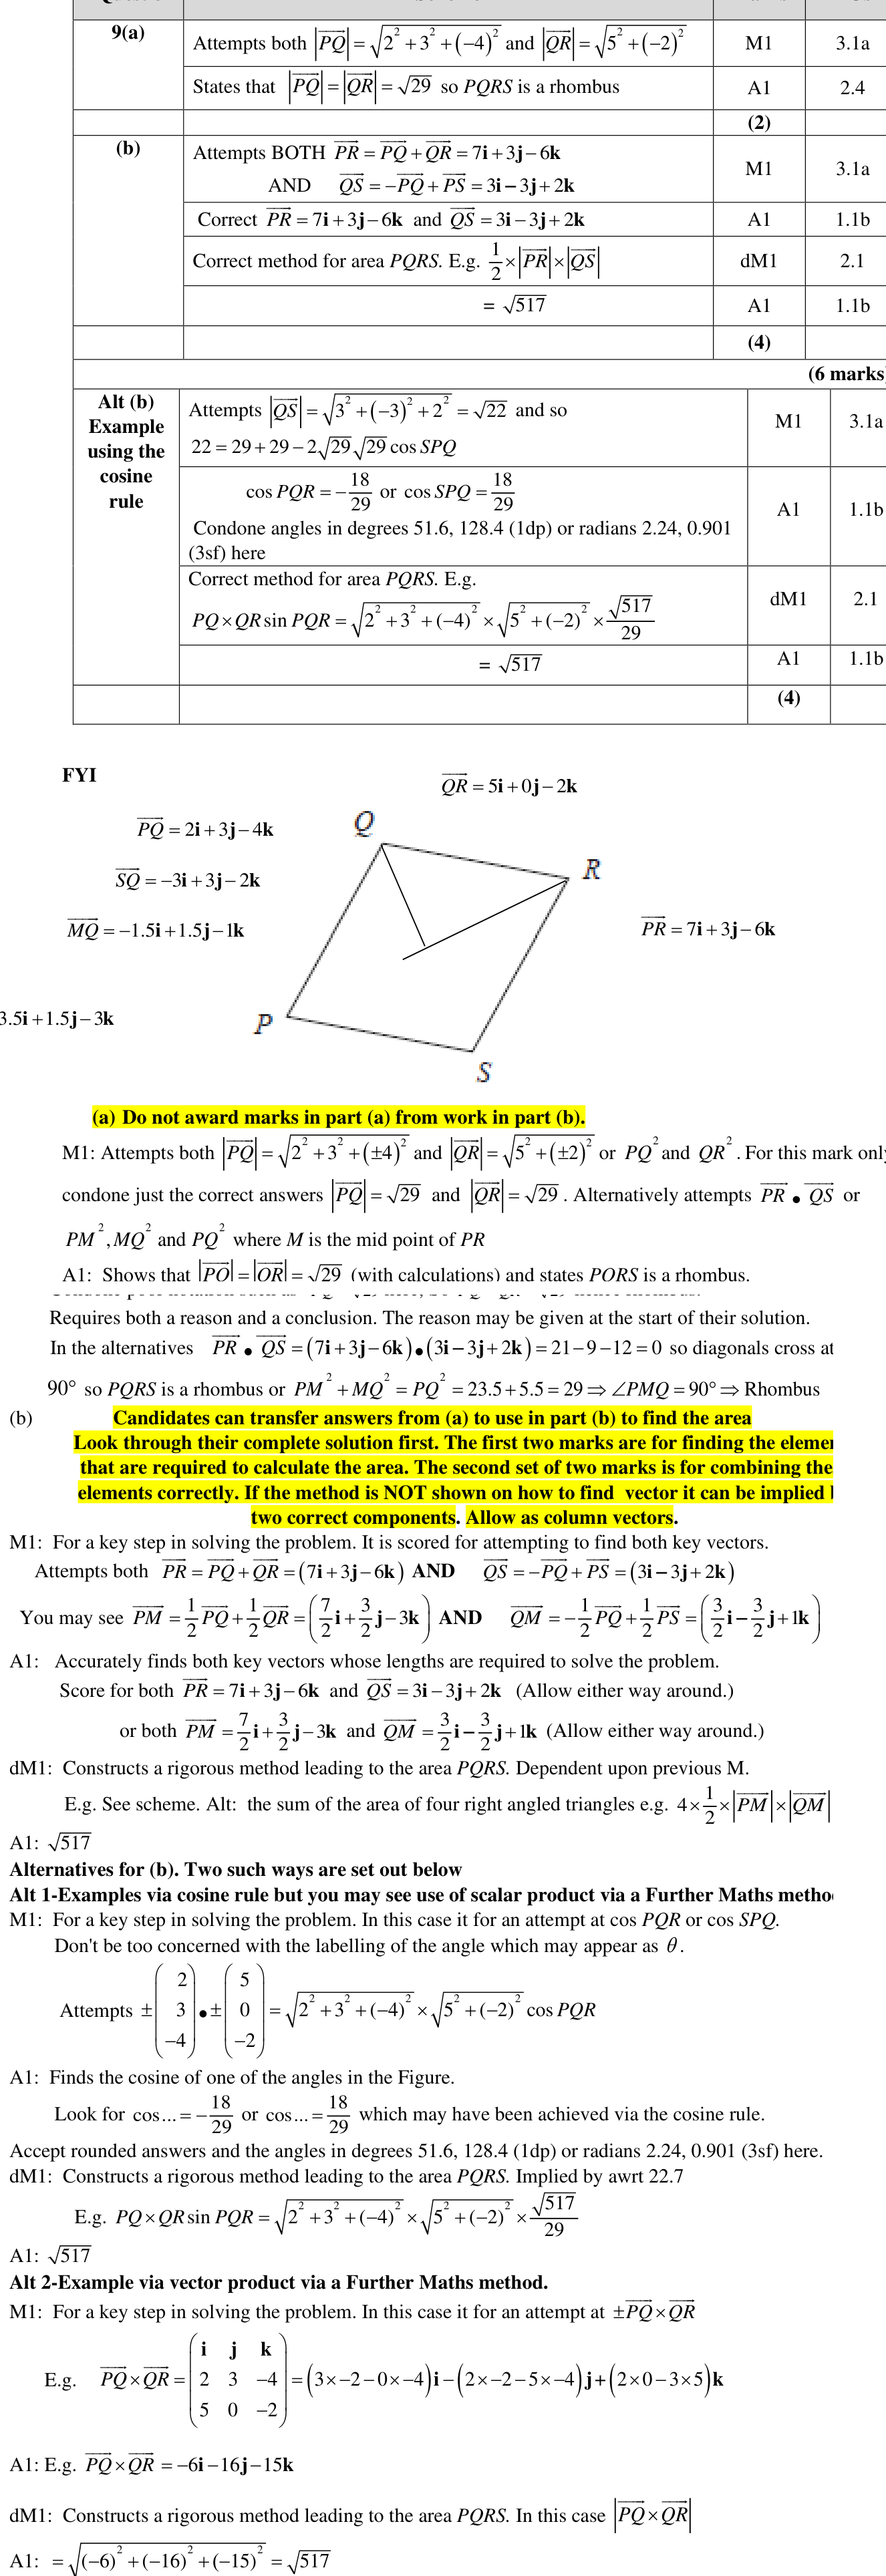 9(a)
Attempts both |PQ→| = √(2² + 3² + (−4)²) and |QR→| = √(5² + (−2)²)
M1
3.1a
States that |PQ→| = |QR→| = √29 so PQRS is a rhombus
A1
2.4
(2)
(b)
Attempts BOTH PR→ = PQ→ + QR→ = 7i + 3j − 6k
AND QS→ = −PQ→ + PS→ = 3i − 3j + 2k
M1
3.1a
Correct PR→ = 7i + 3j − 6k and QS→ = 3i − 3j + 2k
A1
1.1b
Correct method for area PQRS. E.g. 1/2 × |PR→| × |QS→|
dM1
2.1
= √517
A1
1.1b
(4)
(6 marks)
Alt (b)
Example
using the
cosine
rule
Attempts |QS→| = √(3² + (−3)² + 2²) = √22 and so
22 = 29 + 29 − 2√29√29 cos SPQ
M1
3.1a
cos PQR = −18/29 or cos SPQ = 18/29
Condone angles in degrees 51.6, 128.4 (1dp) or radians 2.24, 0.901
(3sf) here
A1
1.1b
Correct method for area PQRS. E.g.
PQ × QR sin PQR = √(2² + 3² + (−4)²) × √(5² + (−2)²) × √517/29
dM1
2.1
= √517
A1
1.1b
(4)
FYI
QR→ = 5i + 0j − 2k
PQ→ = 2i + 3j − 4k
Q
SQ→ = −3i + 3j − 2k
R
MQ→ = −1.5i + 1.5j − 1k
PR→ = 7i + 3j − 6k
3.5i + 1.5j − 3k
P
S
(a) Do not award marks in part (a) from work in part (b).
M1: Attempts both |PQ→| = √(2² + 3² + (±4)²) and |QR→| = √(5² + (±2)²) or PQ² and QR². For this mark only
condone just the correct answers |PQ→| = √29 and |QR→| = √29. Alternatively attempts PR→ • QS→ or
PM², MQ² and PQ² where M is the mid point of PR
A1: Shows that |PQ→| = |QR→| = √29 (with calculations) and states PQRS is a rhombus.
Requires both a reason and a conclusion. The reason may be given at the start of their solution.
In the alternatives PR→ • QS→ = (7i + 3j − 6k) • (3i − 3j + 2k) = 21 − 9 − 12 = 0 so diagonals cross at
90° so PQRS is a rhombus or PM² + MQ² = PQ² = 23.5 + 5.5 = 29 ⇒ ∠PMQ = 90° ⇒ Rhombus
(b) Candidates can transfer answers from (a) to use in part (b) to find the area
Look through their complete solution first. The first two marks are for finding the elemen
that are required to calculate the area. The second set of two marks is for combining the
elements correctly. If the method is NOT shown on how to find vector it can be implied
two correct components. Allow as column vectors.
M1: For a key step in solving the problem. It is scored for attempting to find both key vectors.
Attempts both PR→ = PQ→ + QR→ = (7i + 3j − 6k) AND QS→ = −PQ→ + PS→ = (3i − 3j + 2k)
You may see PM→ = 1/2 PQ→ + 1/2 QR→ = (7/2 i + 3/2 j − 3k) AND QM→ = −1/2 PQ→ + 1/2 PS→ = (3/2 i − 3/2 j + 1k)
A1: Accurately finds both key vectors whose lengths are required to solve the problem.
Score for both PR→ = 7i + 3j − 6k and QS→ = 3i − 3j + 2k (Allow either way around.)
or both PM→ = 7/2 i + 3/2 j − 3k and QM→ = 3/2 i − 3/2 j + 1k (Allow either way around.)
dM1: Constructs a rigorous method leading to the area PQRS. Dependent upon previous M.
E.g. See scheme. Alt: the sum of the area of four right angled triangles e.g. 4 × 1/2 × |PM→| × |QM→|
A1: √517
Alternatives for (b). Two such ways are set out below
Alt 1-Examples via cosine rule but you may see use of scalar product via a Further Maths metho
M1: For a key step in solving the problem. In this case it for an attempt at cos PQR or cos SPQ.
Don't be too concerned with the labelling of the angle which may appear as θ.
Attempts ±(2 3 −4) • ±(5 0 −2) = √(2² + 3² + (−4)²) × √(5² + (−2)²) cos PQR
A1: Finds the cosine of one of the angles in the Figure.
Look for cos... = −18/29 or cos... = 18/29 which may have been achieved via the cosine rule.
Accept rounded answers and the angles in degrees 51.6, 128.4 (1dp) or radians 2.24, 0.901 (3sf) here.
dM1: Constructs a rigorous method leading to the area PQRS. Implied by awrt 22.7
E.g. PQ × QR sin PQR = √(2² + 3² + (−4)²) × √(5² + (−2)²) × √517/29
A1: √517
Alt 2-Example via vector product via a Further Maths method.
M1: For a key step in solving the problem. In this case it for an attempt at ±PQ→ × QR→
E.g. PQ→ × QR→ = (i j k / 2 3 −4 / 5 0 −2) = (3×−2−0×−4)i − (2×−2−5×−4)j + (2×0−3×5)k
A1: E.g. PQ→ × QR→ = −6i − 16j − 15k
dM1: Constructs a rigorous method leading to the area PQRS. In this case |PQ→ × QR→|
A1: = √((−6)² + (−16)² + (−15)²) = √517